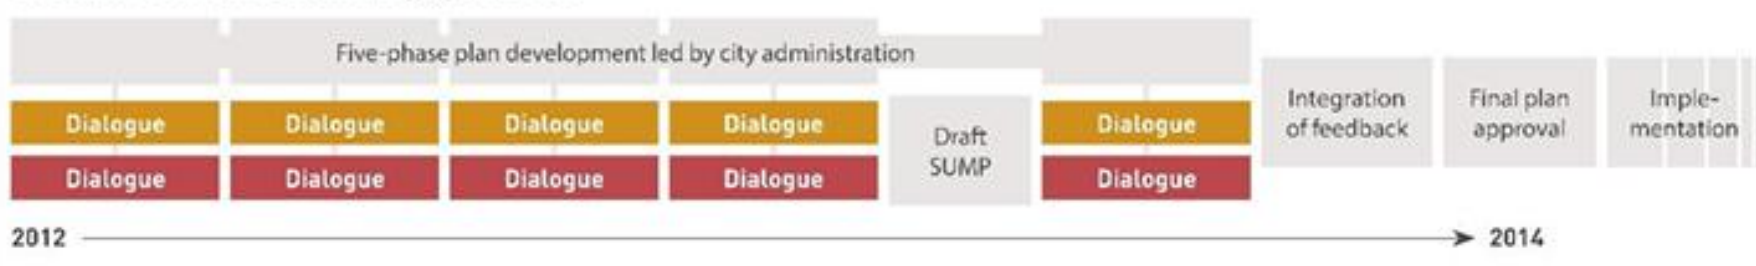 Five-phase plan development led by city administration
Dialogue Dialogue Dialogue Dialogue Dialogue
Dialogue Dialogue Dialogue Dialogue Dialogue
Draft
SUMP
Integration
of feedback
Final plan
approval
Imple-
mentation
2012 2014